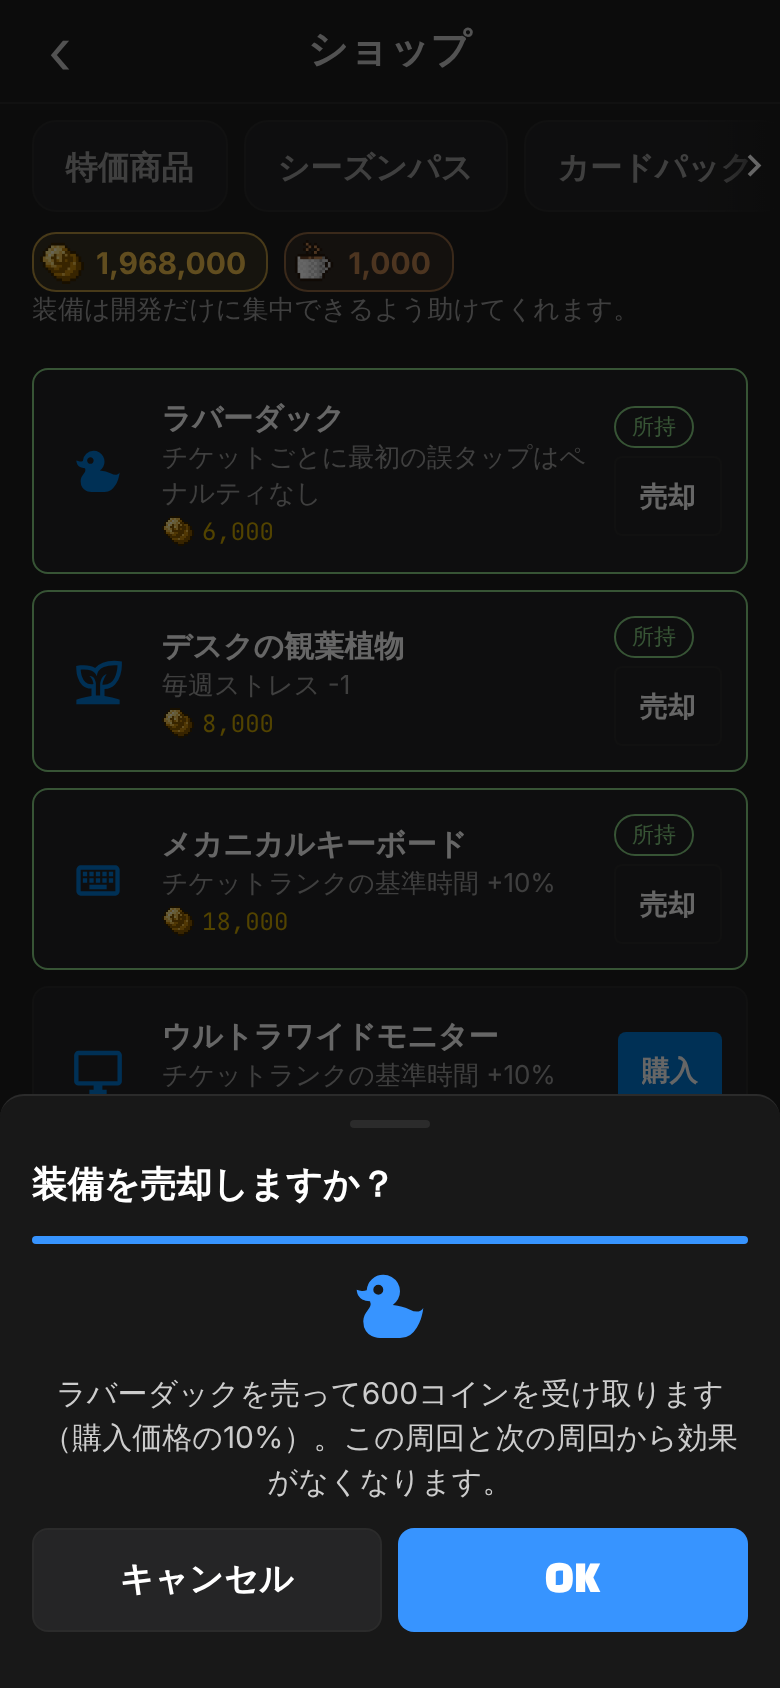 ショップ
特価商品
シーズンパス
カードパック
1,968,000
1,000
装備は開発だけに集中できるよう助けてくれます。
ラバーダック
チケットごとに最初の誤タップはペ
ナルティなし
6,000
所持
売却
デスクの観葉植物
毎週ストレス -1
8,000
所持
売却
メカニカルキーボード
チケットランクの基準時間 +10%
18,000
所持
売却
ウルトラワイドモニター
チケットランクの基準時間 +10%
購入
装備を売却しますか？
ラバーダックを売って600コインを受け取ります
（購入価格の10%）。この周回と次の周回から効果
がなくなります。
キャンセル
OK